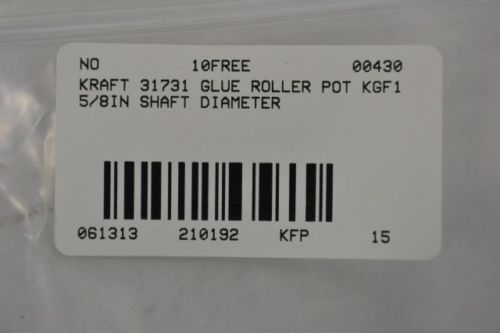 NO 10FREE 00430
KRAFT 31731 GLUE ROLLER POT KGF1
5/8IN SHAFT DIAMETER
061313 210192 KFP 15